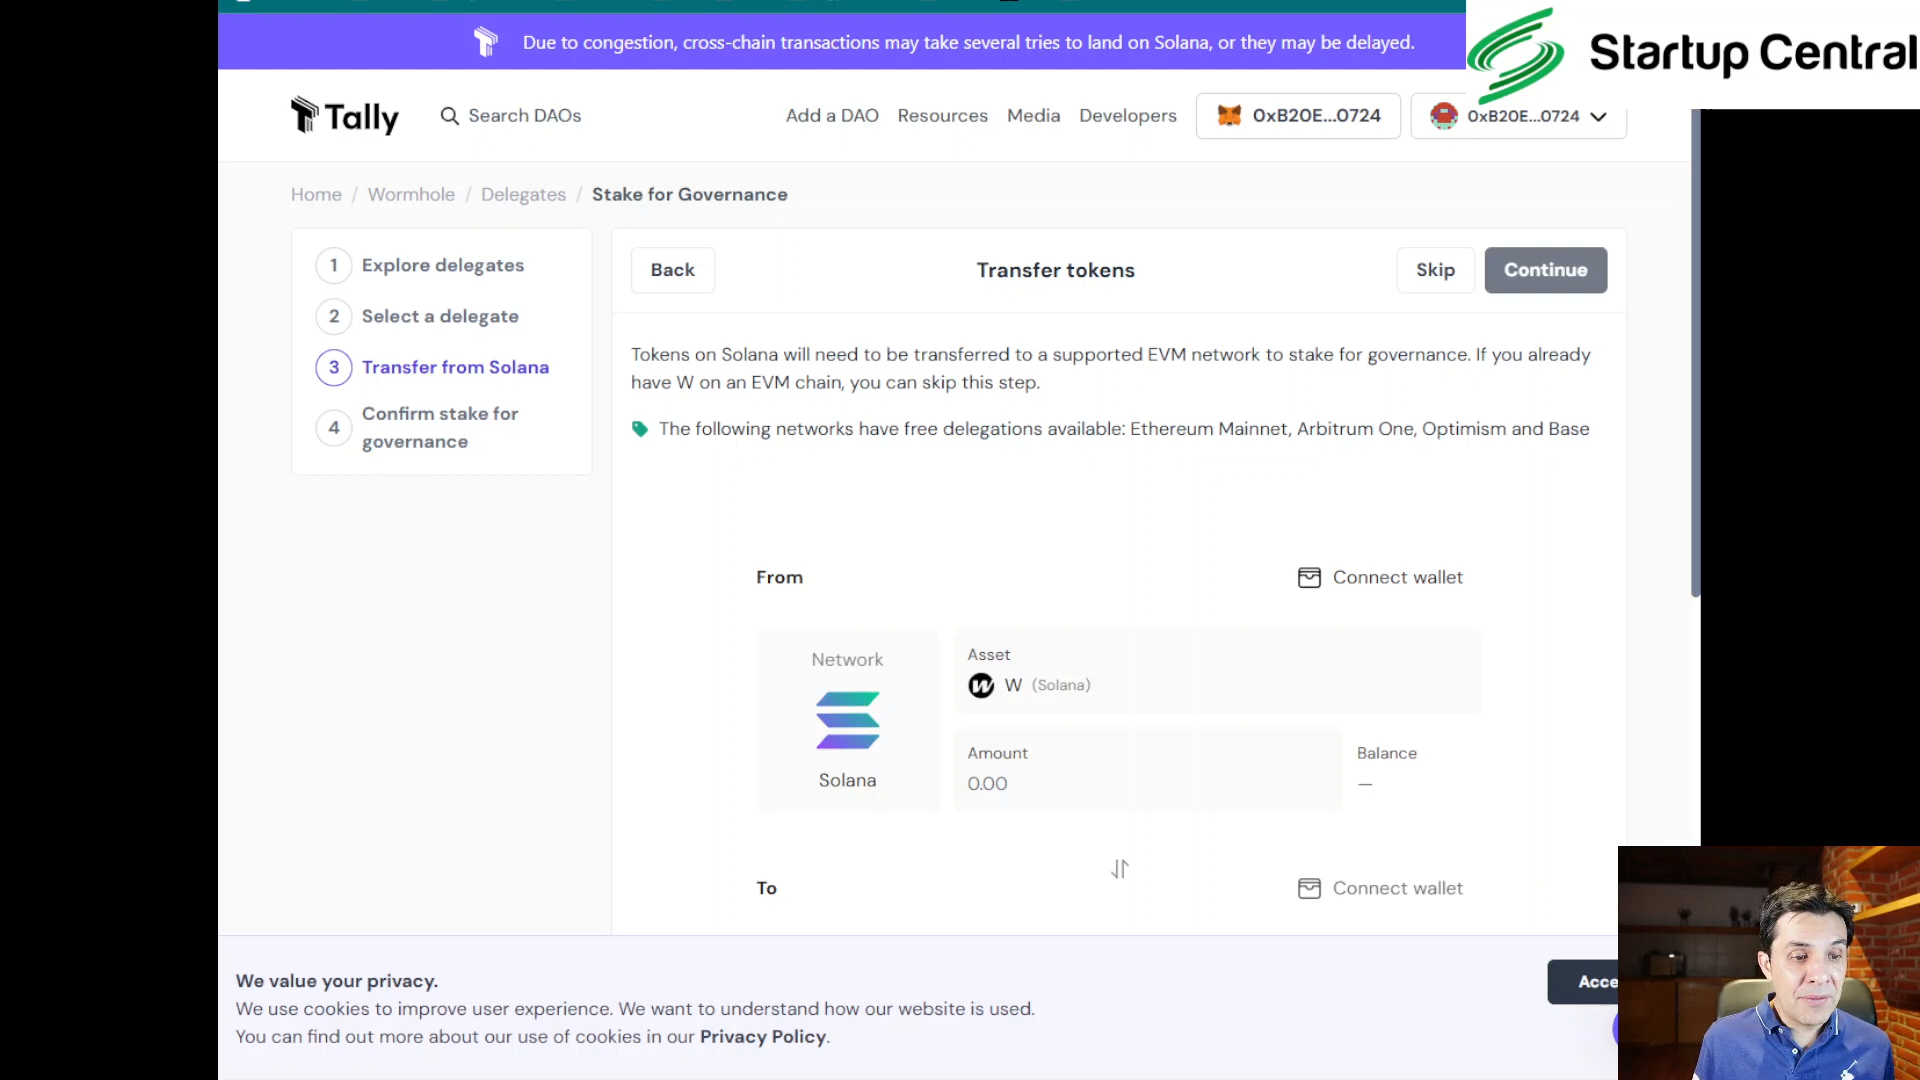 Due to congestion, cross-chain transactions may take several tries to land on Solana, or they may be delayed.
Startup Central
Tally
Search DAOs
Add a DAO
Resources
Media
Developers
0xB20E...0724
0xB20E...0724
Home / Wormhole / Delegates / Stake for Governance
1 Explore delegates
2 Select a delegate
3 Transfer from Solana
4 Confirm stake for
governance
Back
Transfer tokens
Skip
Continue
Tokens on Solana will need to be transferred to a supported EVM network to stake for governance. If you already
have W on an EVM chain, you can skip this step.
The following networks have free delegations available: Ethereum Mainnet, Arbitrum One, Optimism and Base
From
Connect wallet
Network
Solana
Asset
W (Solana)
Amount
0.00
Balance
—
To
Connect wallet
We value your privacy.
We use cookies to improve user experience. We want to understand how our website is used.
You can find out more about our use of cookies in our Privacy Policy.
Acce